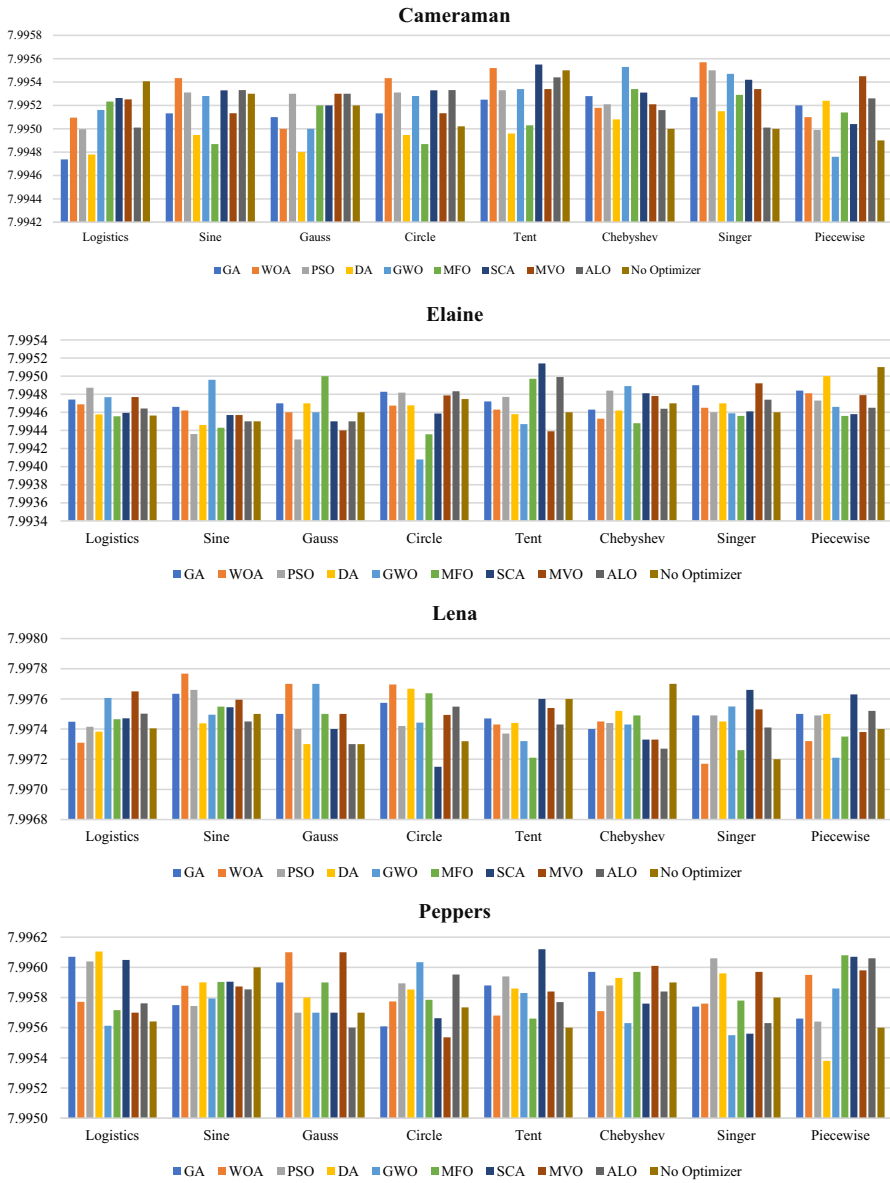 Cameraman
7.9958
7.9956
7.9954
7.9952
7.9950
7.9948
7.9946
7.9944
7.9942
Logistics Sine Gauss Circle Tent Chebyshev Singer Piecewise
GA WOA PSO DA GWO MFO SCA MVO ALO No Optimizer
Elaine
7.9954
7.9952
7.9950
7.9948
7.9946
7.9944
7.9942
7.9940
7.9938
7.9936
7.9934
Logistics Sine Gauss Circle Tent Chebyshev Singer Piecewise
GA WOA PSO DA GWO MFO SCA MVO ALO No Optimizer
Lena
7.9980
7.9978
7.9976
7.9974
7.9972
7.9970
7.9968
Logistics Sine Gauss Circle Tent Chebyshev Singer Piecewise
GA WOA PSO DA GWO MFO SCA MVO ALO No Optimizer
Peppers
7.9962
7.9960
7.9958
7.9956
7.9954
7.9952
7.9950
Logistics Sine Gauss Circle Tent Chebyshev Singer Piecewise
GA WOA PSO DA GWO MFO SCA MVO ALO No Optimizer